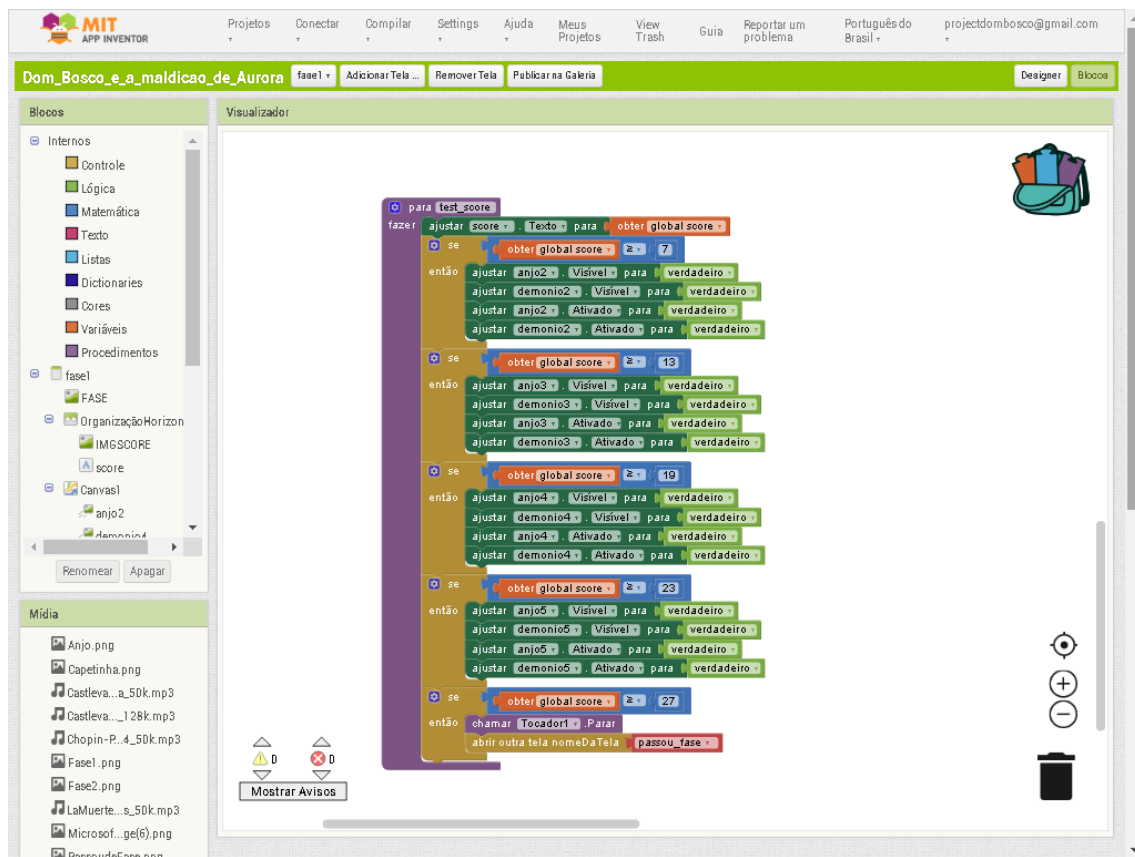 MIT
APP INVENTOR
Projetos
Conectar
Compilar
Settings
Ajuda
Meus Projetos
View Trash
Guia
Reportar um problema
Português do Brasil
projectdombosco@gmail.com
Dom_Bosco_e_a_maldicao_de_Aurora
fase1
Adicionar Tela ...
Remover Tela
Publicar na Galeria
Designer
Blocos
Blocos
Internos
Controle
Lógica
Matemática
Texto
Listas
Dictionaries
Cores
Variáveis
Procedimentos
fase1
FASE
OrganizaçãoHorizon
IMGSCORE
score
Canvas1
anjo2
demonio4
Renomear
Apagar
Mídia
Anjo.png
Capetinha.png
Castleva...a_50k.mp3
Castleva..._128k.mp3
Chopin-P...4_50k.mp3
Fase1.png
Fase2.png
LaMuerte...s_50k.mp3
Microsof...ge(6).png
PassoudeFase.png
Visualizador
para test_score
fazer ajustar score . Texto para obter global score
se obter global score ≥ 7
então ajustar anjo2 . Visível para verdadeiro
ajustar demonio2 . Visível para verdadeiro
ajustar anjo2 . Ativado para verdadeiro
ajustar demonio2 . Ativado para verdadeiro
se obter global score ≥ 13
então ajustar anjo3 . Visível para verdadeiro
ajustar demonio3 . Visível para verdadeiro
ajustar anjo3 . Ativado para verdadeiro
ajustar demonio3 . Ativado para verdadeiro
se obter global score ≥ 19
então ajustar anjo4 . Visível para verdadeiro
ajustar demonio4 . Visível para verdadeiro
ajustar anjo4 . Ativado para verdadeiro
ajustar demonio4 . Ativado para verdadeiro
se obter global score ≥ 23
então ajustar anjo5 . Visível para verdadeiro
ajustar demonio5 . Visível para verdadeiro
ajustar anjo5 . Ativado para verdadeiro
ajustar demonio5 . Ativado para verdadeiro
se obter global score ≥ 27
então chamar Tocador1 .Parar
abrir outra tela nomeDaTela passou_fase
0 0
Mostrar Avisos